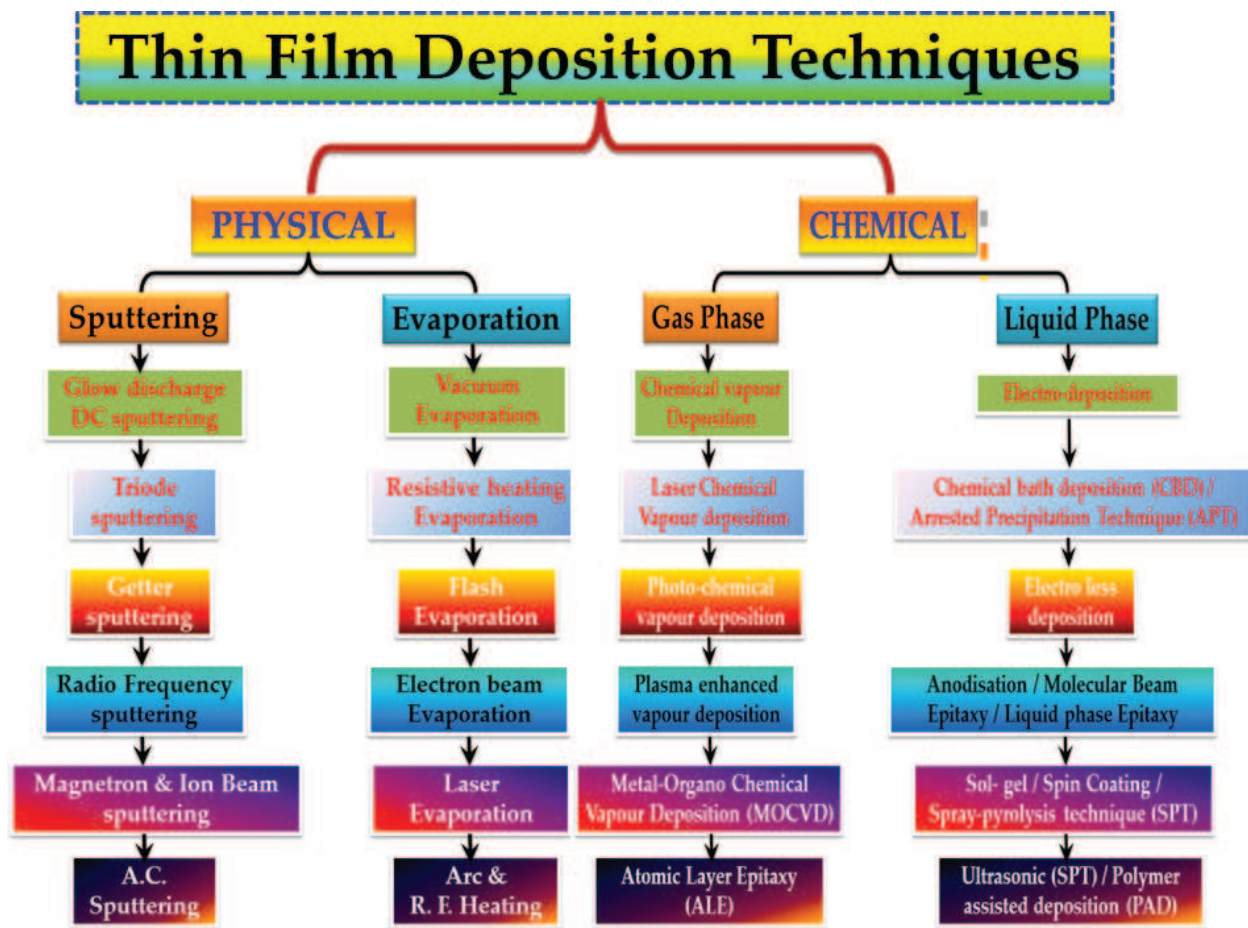 Thin Film Deposition Techniques
PHYSICAL
CHEMICAL
Sputtering
Evaporation
Gas Phase
Liquid Phase
Glow discharge
DC sputtering
Vacuum
Evaporation
Chemical vapour
Deposition
Electro-deposition
Triode
sputtering
Resistive heating
Evaporation
Laser Chemical
Vapour deposition
Chemical bath deposition (CBD) /
Arrested Precipitation Technique (APT)
Getter
sputtering
Flash
Evaporation
Photo-chemical
vapour deposition
Electro less
deposition
Radio Frequency
sputtering
Electron beam
Evaporation
Plasma enhanced
vapour deposition
Anodisation / Molecular Beam
Epitaxy / Liquid phase Epitaxy
Magnetron & Ion Beam
sputtering
Laser
Evaporation
Metal-Organo Chemical
Vapour Deposition (MOCVD)
Sol- gel / Spin Coating /
Spray-pyrolysis technique (SPT)
A.C.
Sputtering
Arc &
R. F. Heating
Atomic Layer Epitaxy
(ALE)
Ultrasonic (SPT) / Polymer
assisted deposition (PAD)